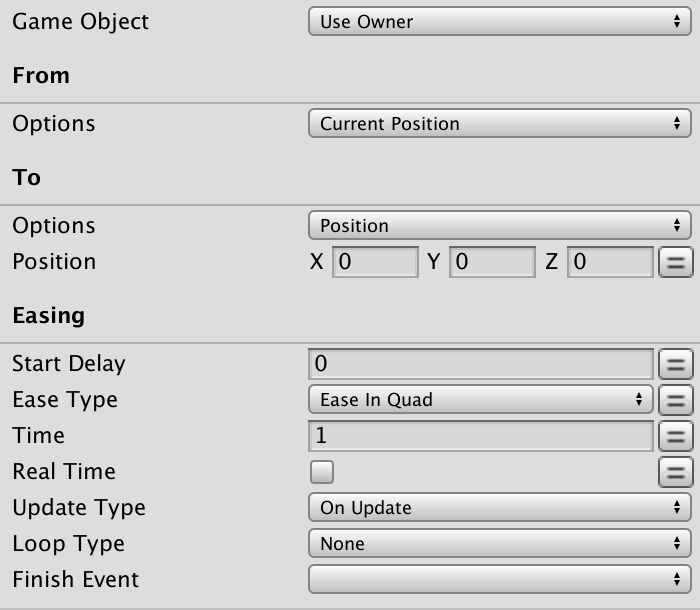 Game Object Use Owner
From
Options Current Position
To
Options Position
Position X 0 Y 0 Z 0
Easing
Start Delay 0
Ease Type Ease In Quad
Time 1
Real Time
Update Type On Update
Loop Type None
Finish Event